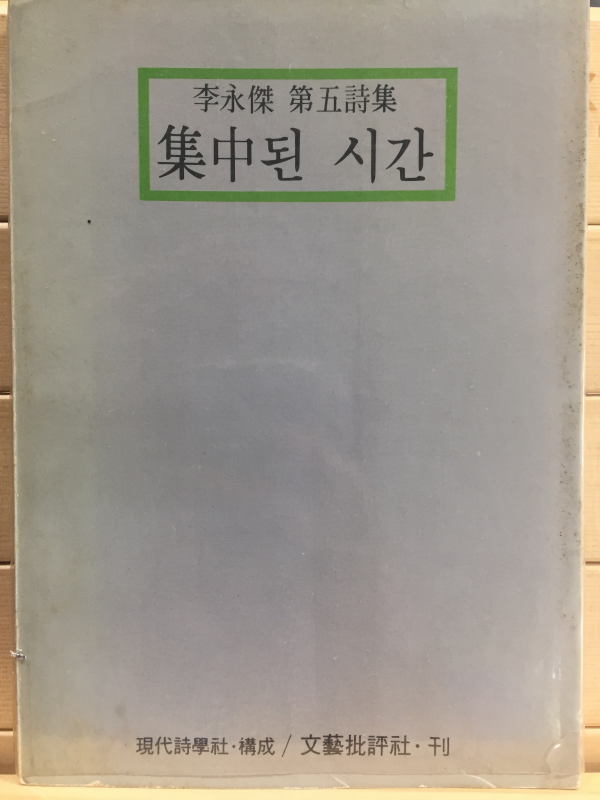 李永傑 第五詩集
集中된 시간
現代詩學社·構成 / 文藝批評社·刊